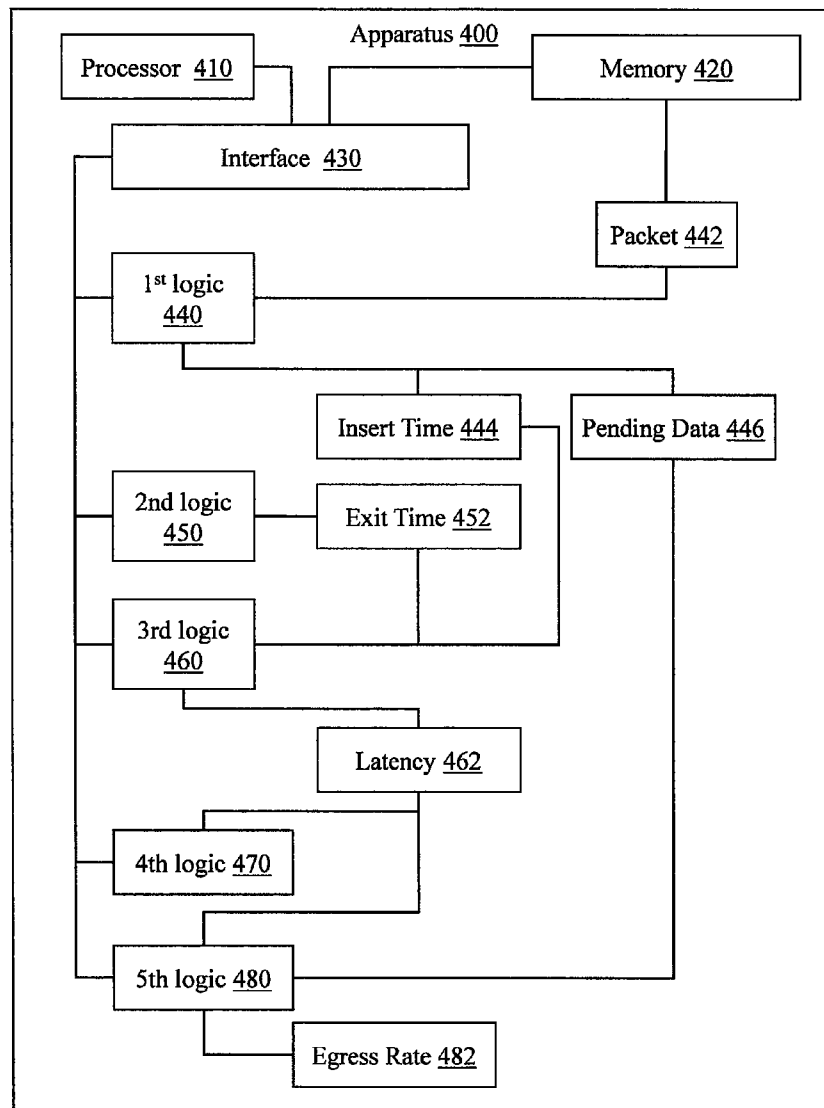 Apparatus 400
Processor 410
Memory 420
Interface 430
Packet 442
1st logic
440
Insert Time 444
Pending Data 446
2nd logic
450
Exit Time 452
3rd logic
460
Latency 462
4th logic 470
5th logic 480
Egress Rate 482